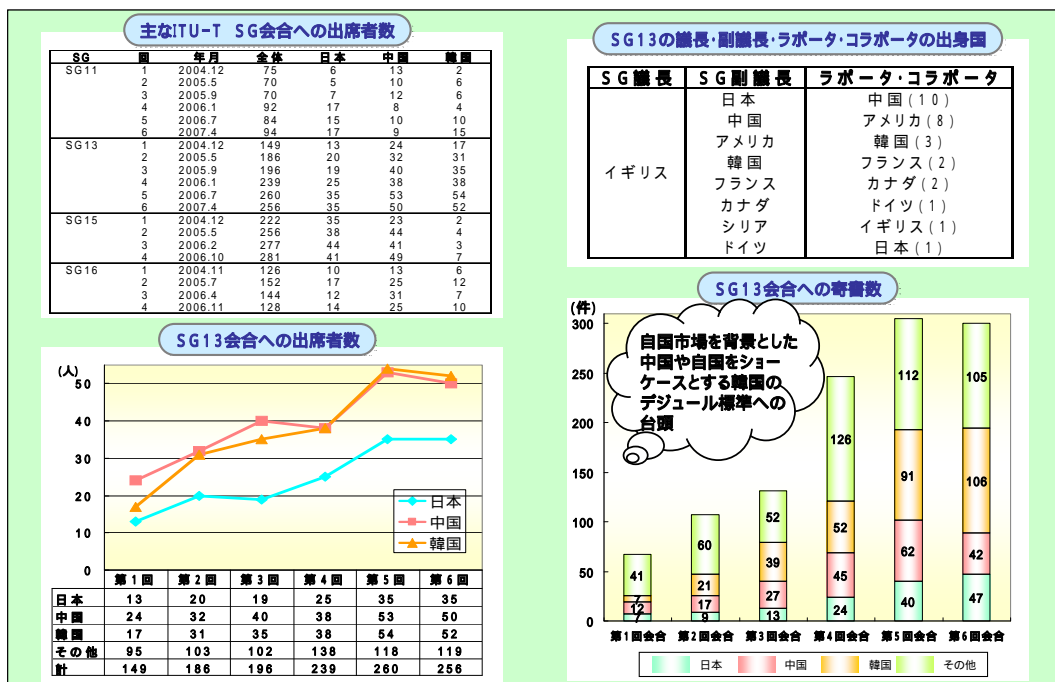 主なITU-T SG会合への出席者数
SG 回 年月 全体 日本 中国 韓国
SG11 1 2004.12 75 6 13 2
2 2005.5 70 5 10 6
3 2005.9 70 7 12 6
4 2006.1 92 17 8 4
5 2006.7 84 15 10 10
6 2007.4 94 17 9 15
SG13 1 2004.12 149 13 24 17
2 2005.5 186 20 32 31
3 2005.9 196 19 40 35
4 2006.1 239 25 38 38
5 2006.7 260 35 53 54
6 2007.4 256 35 50 52
SG15 1 2004.12 222 35 23 2
2 2005.5 256 38 44 4
3 2006.2 277 44 41 3
4 2006.10 281 41 49 7
SG16 1 2004.11 126 10 13 6
2 2005.7 152 17 25 12
3 2006.4 144 12 31 7
4 2006.11 128 14 25 10
SG13の議長・副議長・ラポータ・コラポータの出身国
SG議長 SG副議長 ラポータ・コラポータ
日本 中国(10)
中国 アメリカ(8)
アメリカ 韓国(3)
イギリス
韓国 フランス(2)
フランス カナダ(2)
カナダ ドイツ(1)
シリア イギリス(1)
ドイツ 日本(1)
SG13会合への出席者数
(人)
50
40
30
20
10
0
日本
中国
韓国
第1回 第2回 第3回 第4回 第5回 第6回
日本 13 20 19 25 35 35
中国 24 32 40 38 53 50
韓国 17 31 35 38 54 52
その他 95 103 102 138 118 119
計 149 186 196 239 260 256
SG13会合への寄書数
(件)
300
250
200
150
100
50
0
自国市場を背景とした
中国や自国をショー
ケースとする韓国の
デジュール標準への
台頭
41 60 52 126 112 105
7 21 39 52 91 106
12 17 27 45 62 42
7 9 13 24 40 47
第1回会合 第2回会合 第3回会合 第4回会合 第5回会合 第6回会合
日本 中国 韓国 その他